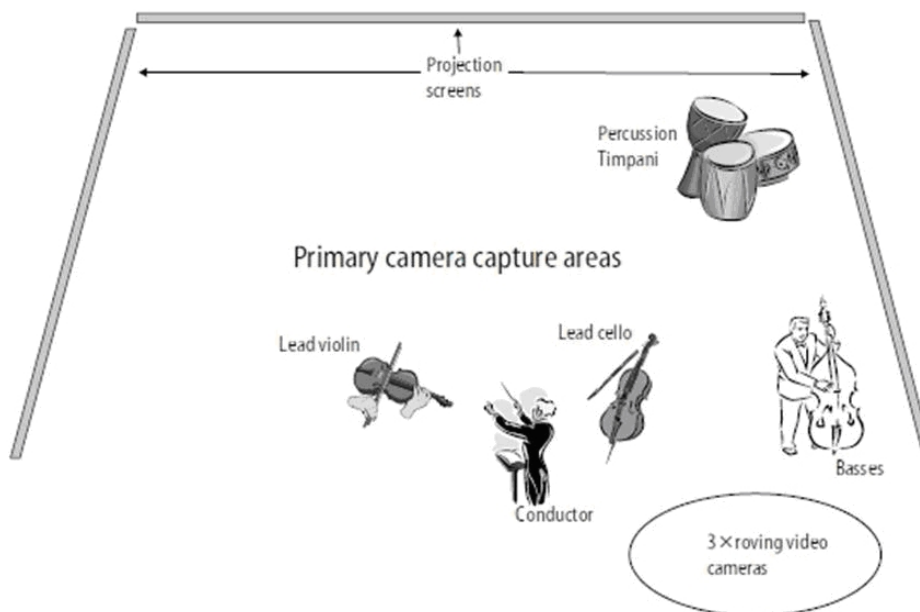 Projection
screens
Percussion
Timpani
Primary camera capture areas
Lead violin
Lead cello
Basses
Conductor
3 × roving video
cameras